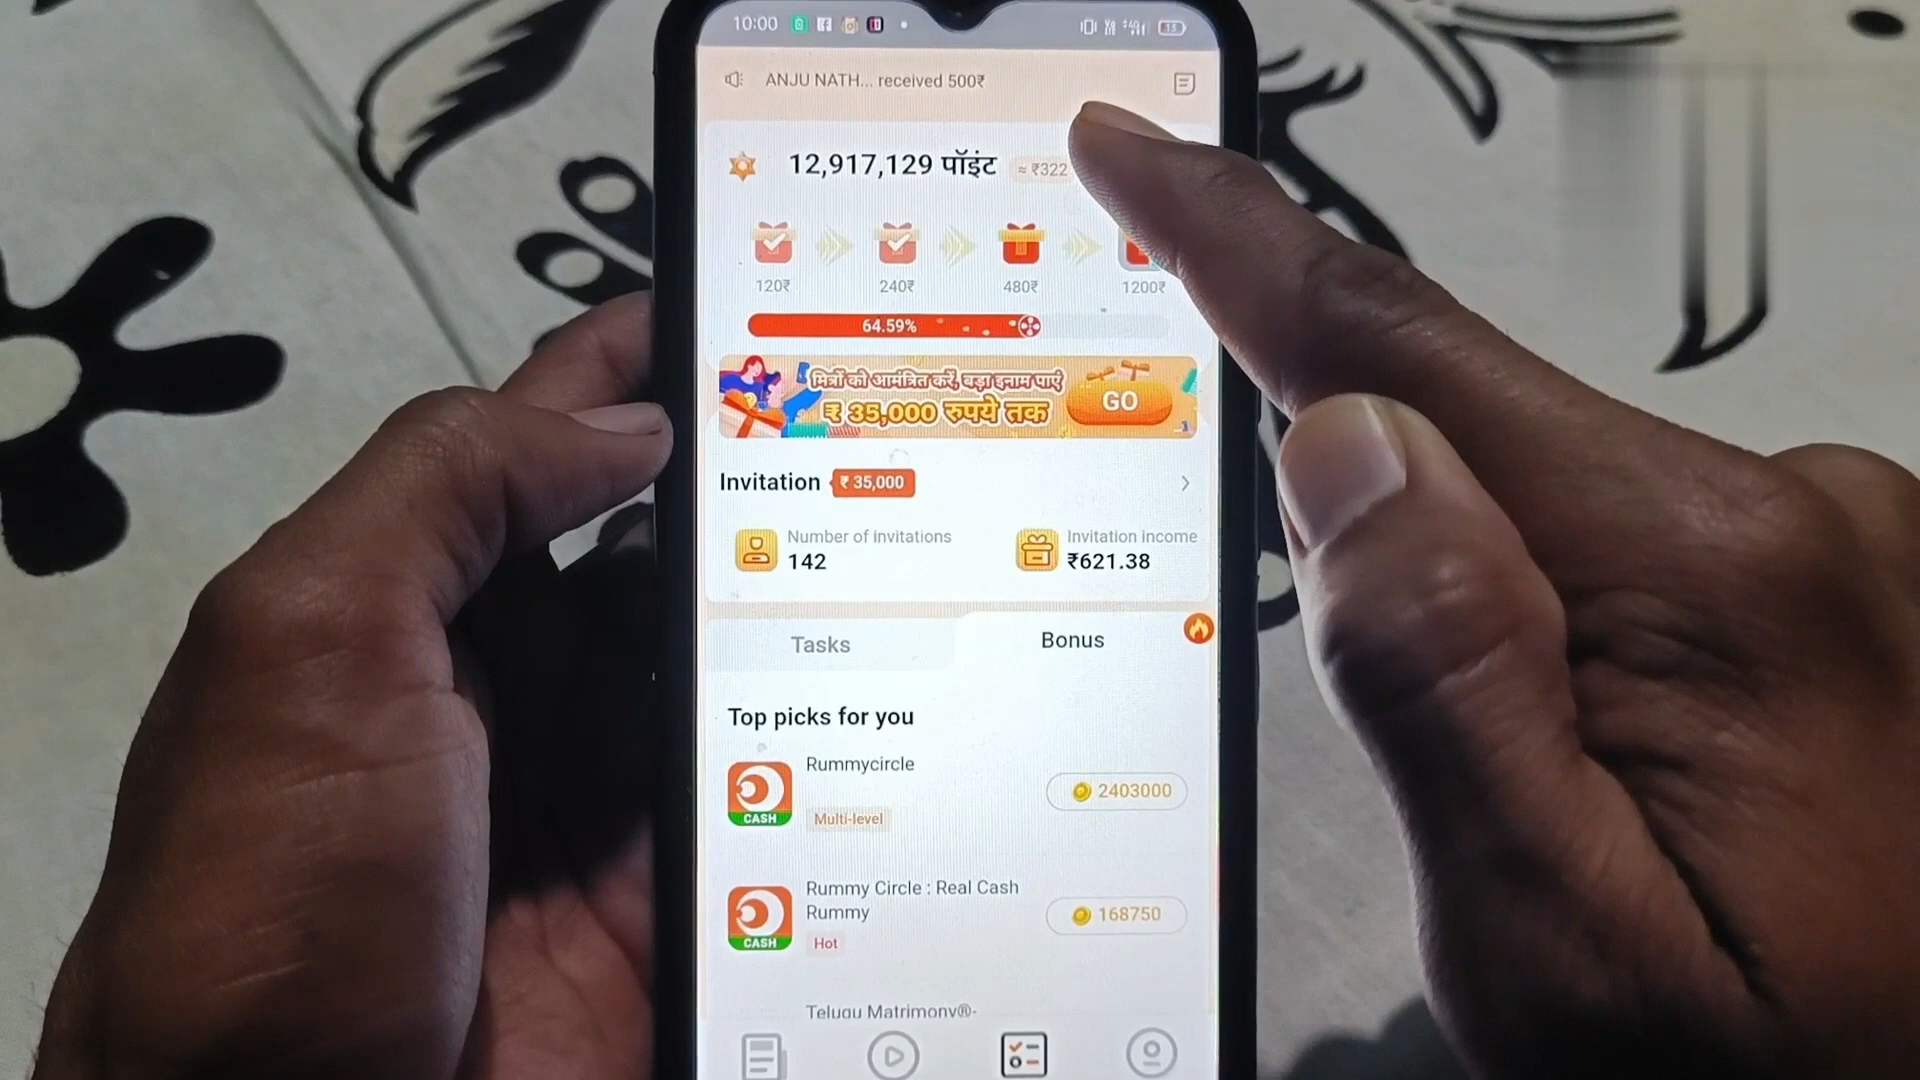 10:00
15
ANJU NATH... received 500₹
12,917,129 पॉइंट ≈ ₹322
120₹ 240₹ 480₹ 1200₹
64.59%
मित्रों को आमंत्रित करें, बड़ा इनाम पाएं
₹ 35,000 रुपये तक
GO
Invitation ₹ 35,000
Number of invitations
142
Invitation income
₹621.38
Tasks Bonus
Top picks for you
Rummycircle
CASH
Multi-level
2403000
Rummy Circle : Real Cash
Rummy
CASH
Hot
168750
Telugu Matrimony®-